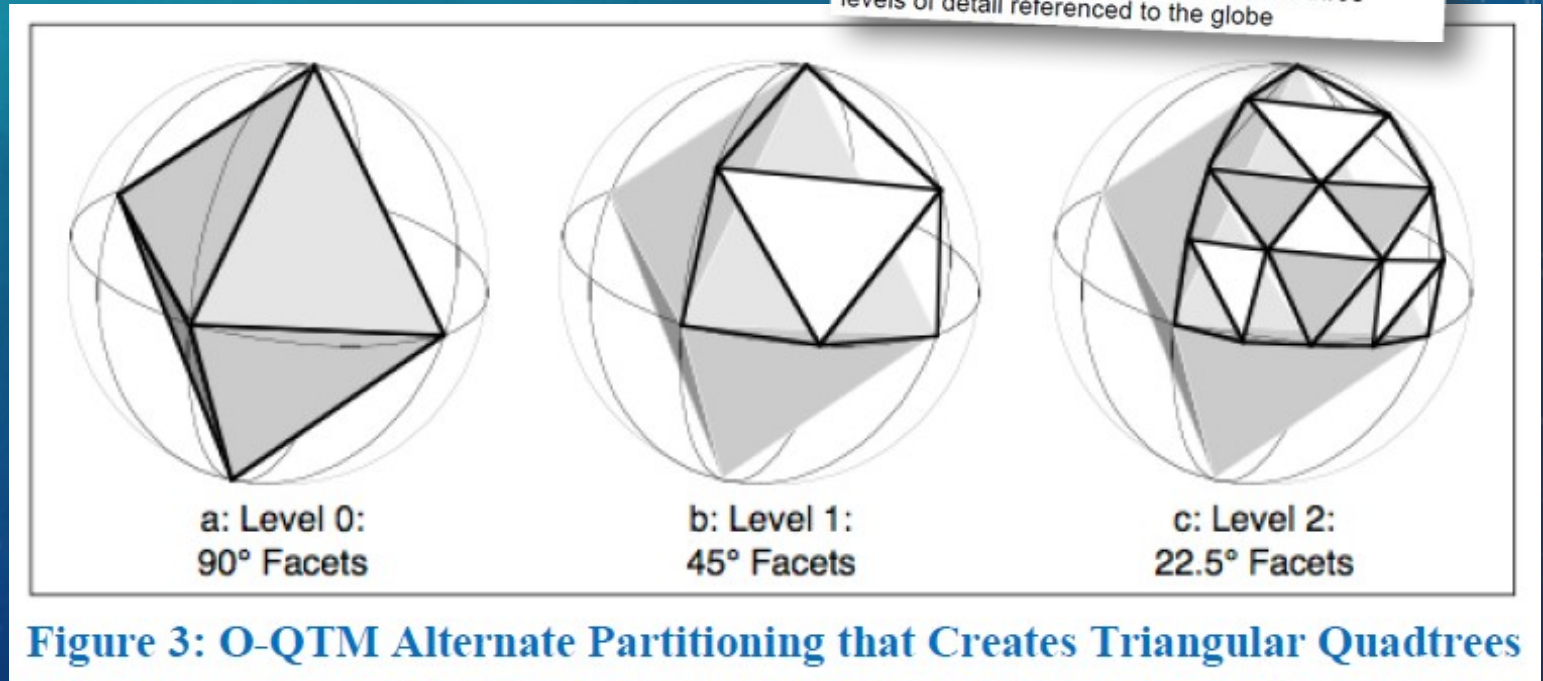 levels of detail referenced to the globe
a: Level 0:
90° Facets
b: Level 1:
45° Facets
c: Level 2:
22.5° Facets
Figure 3: O-QTM Alternate Partitioning that Creates Triangular Quadtrees